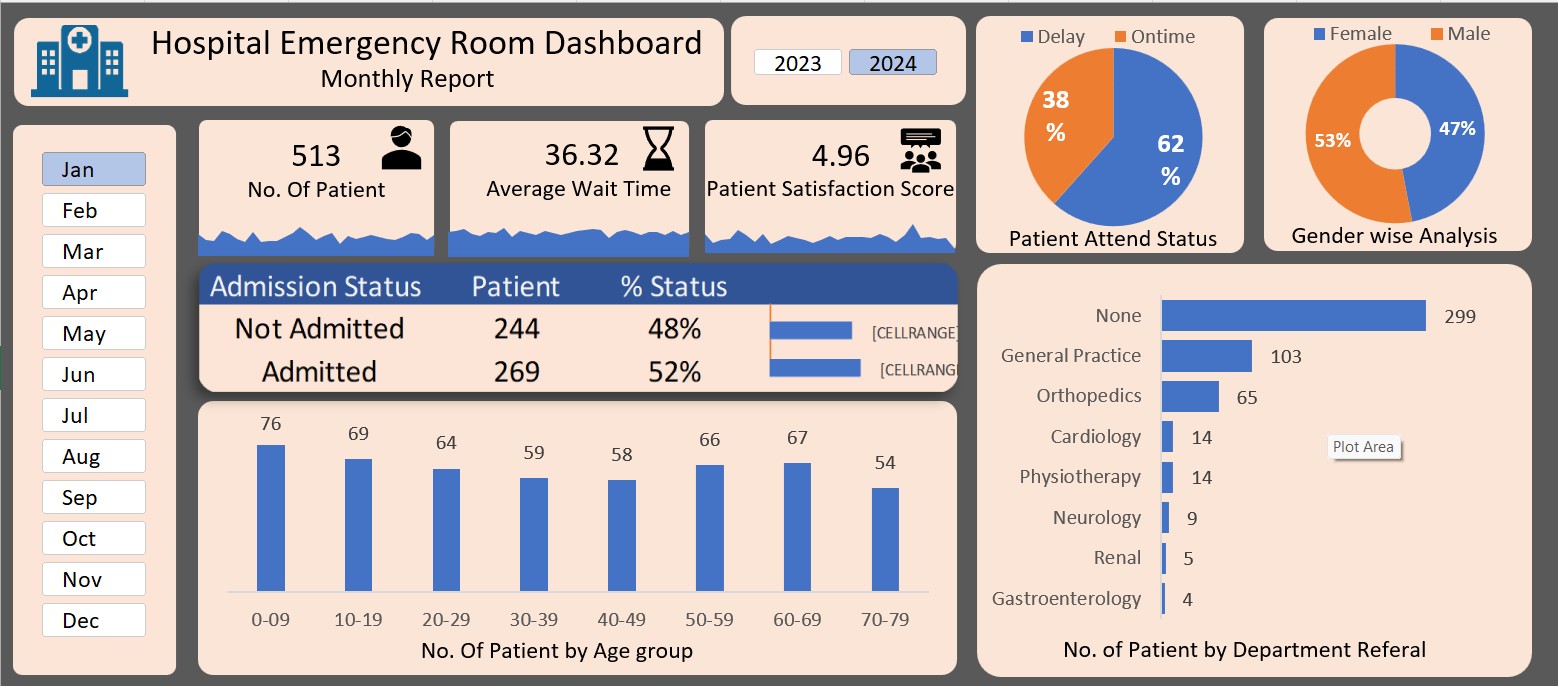 Hospital Emergency Room Dashboard
Monthly Report
2023 2024
Delay Ontime
38
%
62
%
Patient Attend Status
Female Male
53% 47%
Gender wise Analysis
Jan
Feb
Mar
Apr
May
Jun
Jul
Aug
Sep
Oct
Nov
Dec
513
No. Of Patient
36.32
Average Wait Time
4.96
Patient Satisfaction Score
Admission Status Patient % Status
Not Admitted 244 48% [CELLRANGE]
Admitted 269 52% [CELLRANG
76 69 64 59 58 66 67 54
0-09 10-19 20-29 30-39 40-49 50-59 60-69 70-79
No. Of Patient by Age group
None 299
General Practice 103
Orthopedics 65
Cardiology 14
Plot Area
Physiotherapy 14
Neurology 9
Renal 5
Gastroenterology 4
No. of Patient by Department Referal